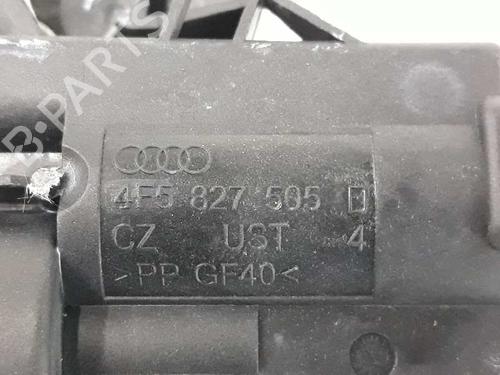 B-PARTS
4F5 827 505 D
CZ UST 4
>PP GF40<